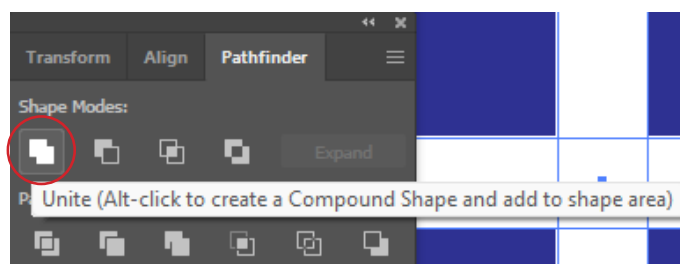 Transform Align Pathfinder
Shape Modes:
Expand
Unite (Alt-click to create a Compound Shape and add to shape area)